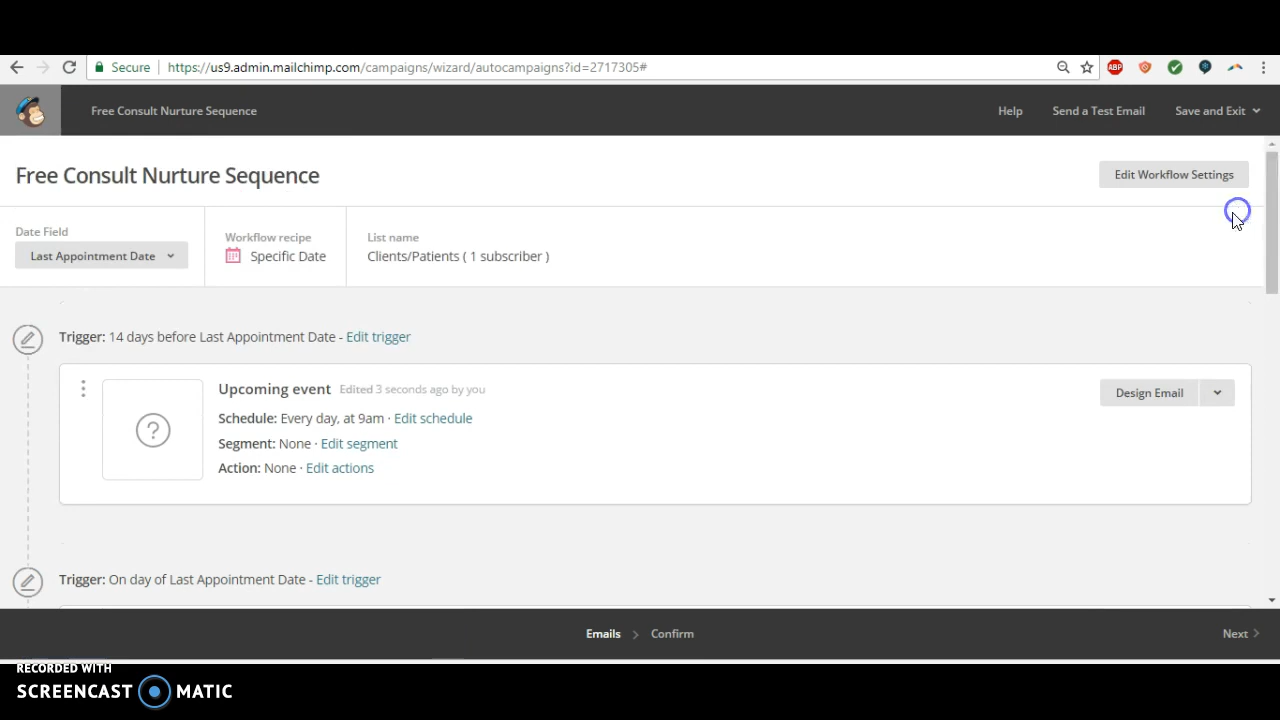 Secure | https://us9.admin.mailchimp.com/campaigns/wizard/autocampaigns?id=2717305#
ABP
Free Consult Nurture Sequence
Help
Send a Test Email
Save and Exit
Free Consult Nurture Sequence
Edit Workflow Settings
Date Field
Last Appointment Date
Workflow recipe
Specific Date
List name
Clients/Patients ( 1 subscriber )
Trigger: 14 days before Last Appointment Date - Edit trigger
Upcoming event Edited 3 seconds ago by you
Schedule: Every day, at 9am · Edit schedule
Segment: None · Edit segment
Action: None · Edit actions
?
Design Email
Trigger: On day of Last Appointment Date - Edit trigger
Emails > Confirm
Next >
RECORDED WITH
SCREENCAST MATIC